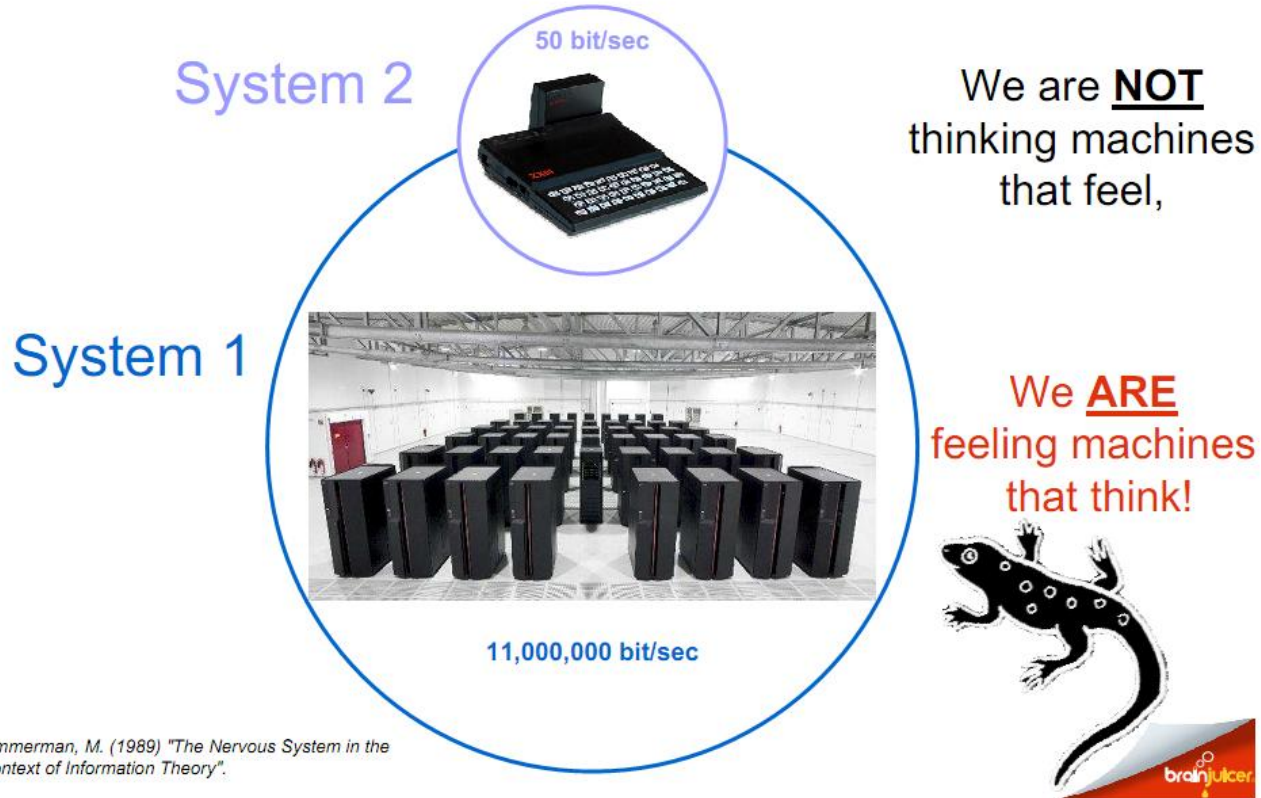 50 bit/sec
System 2
We are NOT
thinking machines
that feel,
System 1
We ARE
feeling machines
that think!
11,000,000 bit/sec
mmerman, M. (1989) "The Nervous System in the
ontext of Information Theory".
brainjuicer